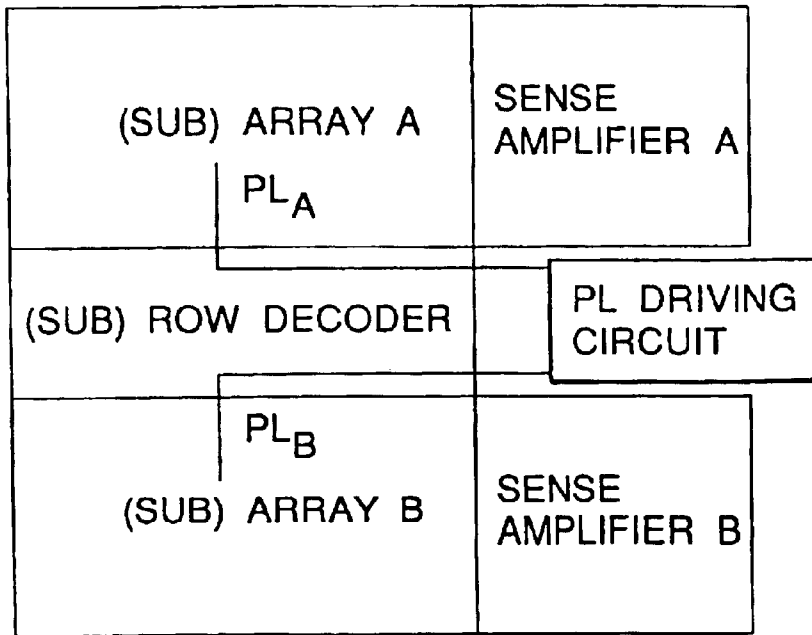 (SUB) ARRAY A
SENSE
AMPLIFIER A
PLA
(SUB) ROW DECODER
PL DRIVING
CIRCUIT
PLB
(SUB) ARRAY B
SENSE
AMPLIFIER B